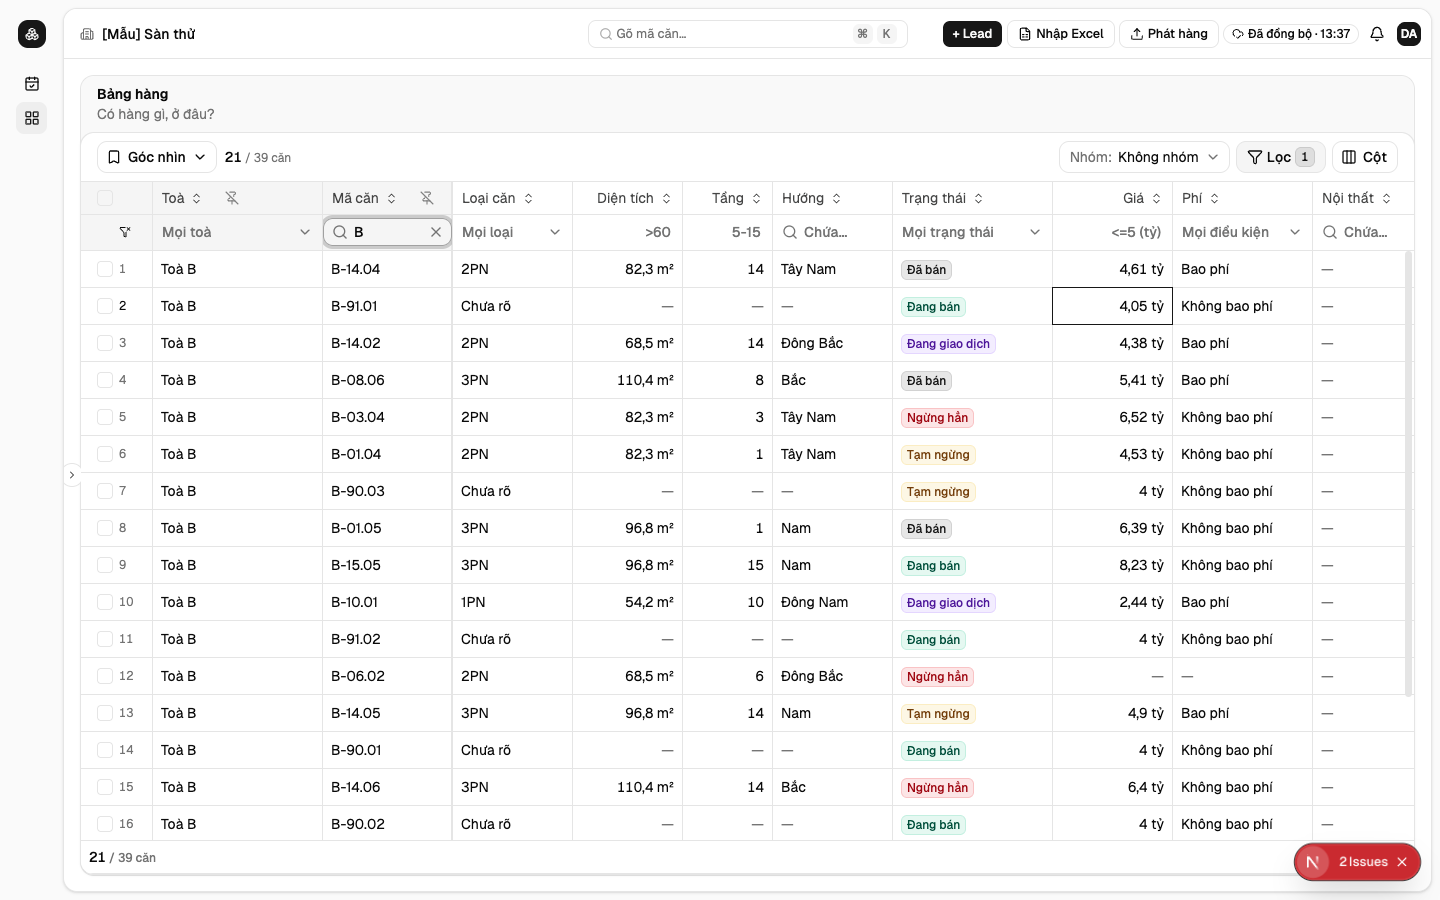 [Mẫu] Sàn thử
Gõ mã căn...
⌘ K
+ Lead
Nhập Excel
Phát hàng
Đã đồng bộ · 13:37
DA
Bảng hàng
Có hàng gì, ở đâu?
Góc nhìn
21 / 39 căn
Nhóm: Không nhóm
Lọc 1
Cột
Toà Mã căn Loại căn Diện tích Tầng Hướng Trạng thái Giá Phí Nội thất
Mọi toà B Mọi loại >60 5-15 Chứa... Mọi trạng thái <=5 (tỷ) Mọi điều kiện Chứa...
1 Toà B B-14.04 2PN 82,3 m² 14 Tây Nam Đã bán 4,61 tỷ Bao phí —
2 Toà B B-91.01 Chưa rõ — — — Đang bán 4,05 tỷ Không bao phí —
3 Toà B B-14.02 2PN 68,5 m² 14 Đông Bắc Đang giao dịch 4,38 tỷ Bao phí —
4 Toà B B-08.06 3PN 110,4 m² 8 Bắc Đã bán 5,41 tỷ Bao phí —
5 Toà B B-03.04 2PN 82,3 m² 3 Tây Nam Ngừng hẳn 6,52 tỷ Không bao phí —
6 Toà B B-01.04 2PN 82,3 m² 1 Tây Nam Tạm ngừng 4,53 tỷ Không bao phí —
7 Toà B B-90.03 Chưa rõ — — — Tạm ngừng 4 tỷ Không bao phí —
8 Toà B B-01.05 3PN 96,8 m² 1 Nam Đã bán 6,39 tỷ Không bao phí —
9 Toà B B-15.05 3PN 96,8 m² 15 Nam Đang bán 8,23 tỷ Không bao phí —
10 Toà B B-10.01 1PN 54,2 m² 10 Đông Nam Đang giao dịch 2,44 tỷ Bao phí —
11 Toà B B-91.02 Chưa rõ — — — Đang bán 4 tỷ Không bao phí —
12 Toà B B-06.02 2PN 68,5 m² 6 Đông Bắc Ngừng hẳn — — —
13 Toà B B-14.05 3PN 96,8 m² 14 Nam Tạm ngừng 4,9 tỷ Bao phí —
14 Toà B B-90.01 Chưa rõ — — — Đang bán 4 tỷ Không bao phí —
15 Toà B B-14.06 3PN 110,4 m² 14 Bắc Ngừng hẳn 6,4 tỷ Không bao phí —
16 Toà B B-90.02 Chưa rõ — — — Đang bán 4 tỷ Không bao phí —
21 / 39 căn
N 2 Issues